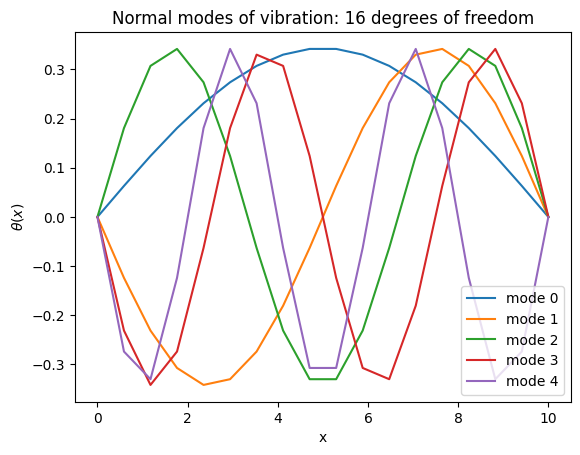 Normal modes of vibration: 16 degrees of freedom
θ(x)
0.3
0.2
0.1
0.0
−0.1
−0.2
−0.3
0 2 4 6 8 10
x
mode 0
mode 1
mode 2
mode 3
mode 4